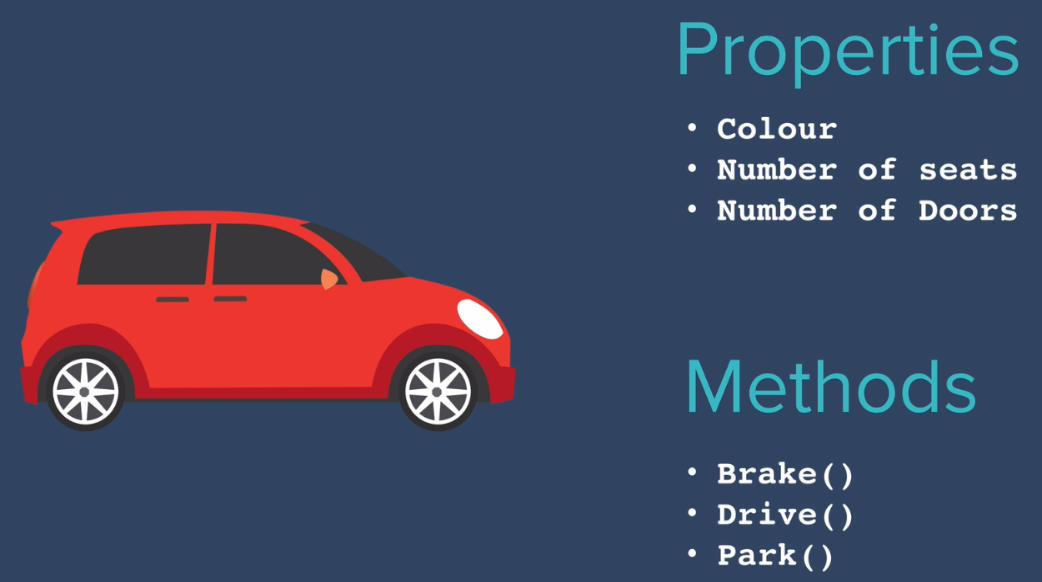 Properties
• Colour
• Number of seats
• Number of Doors
Methods
• Brake()
• Drive()
• Park()